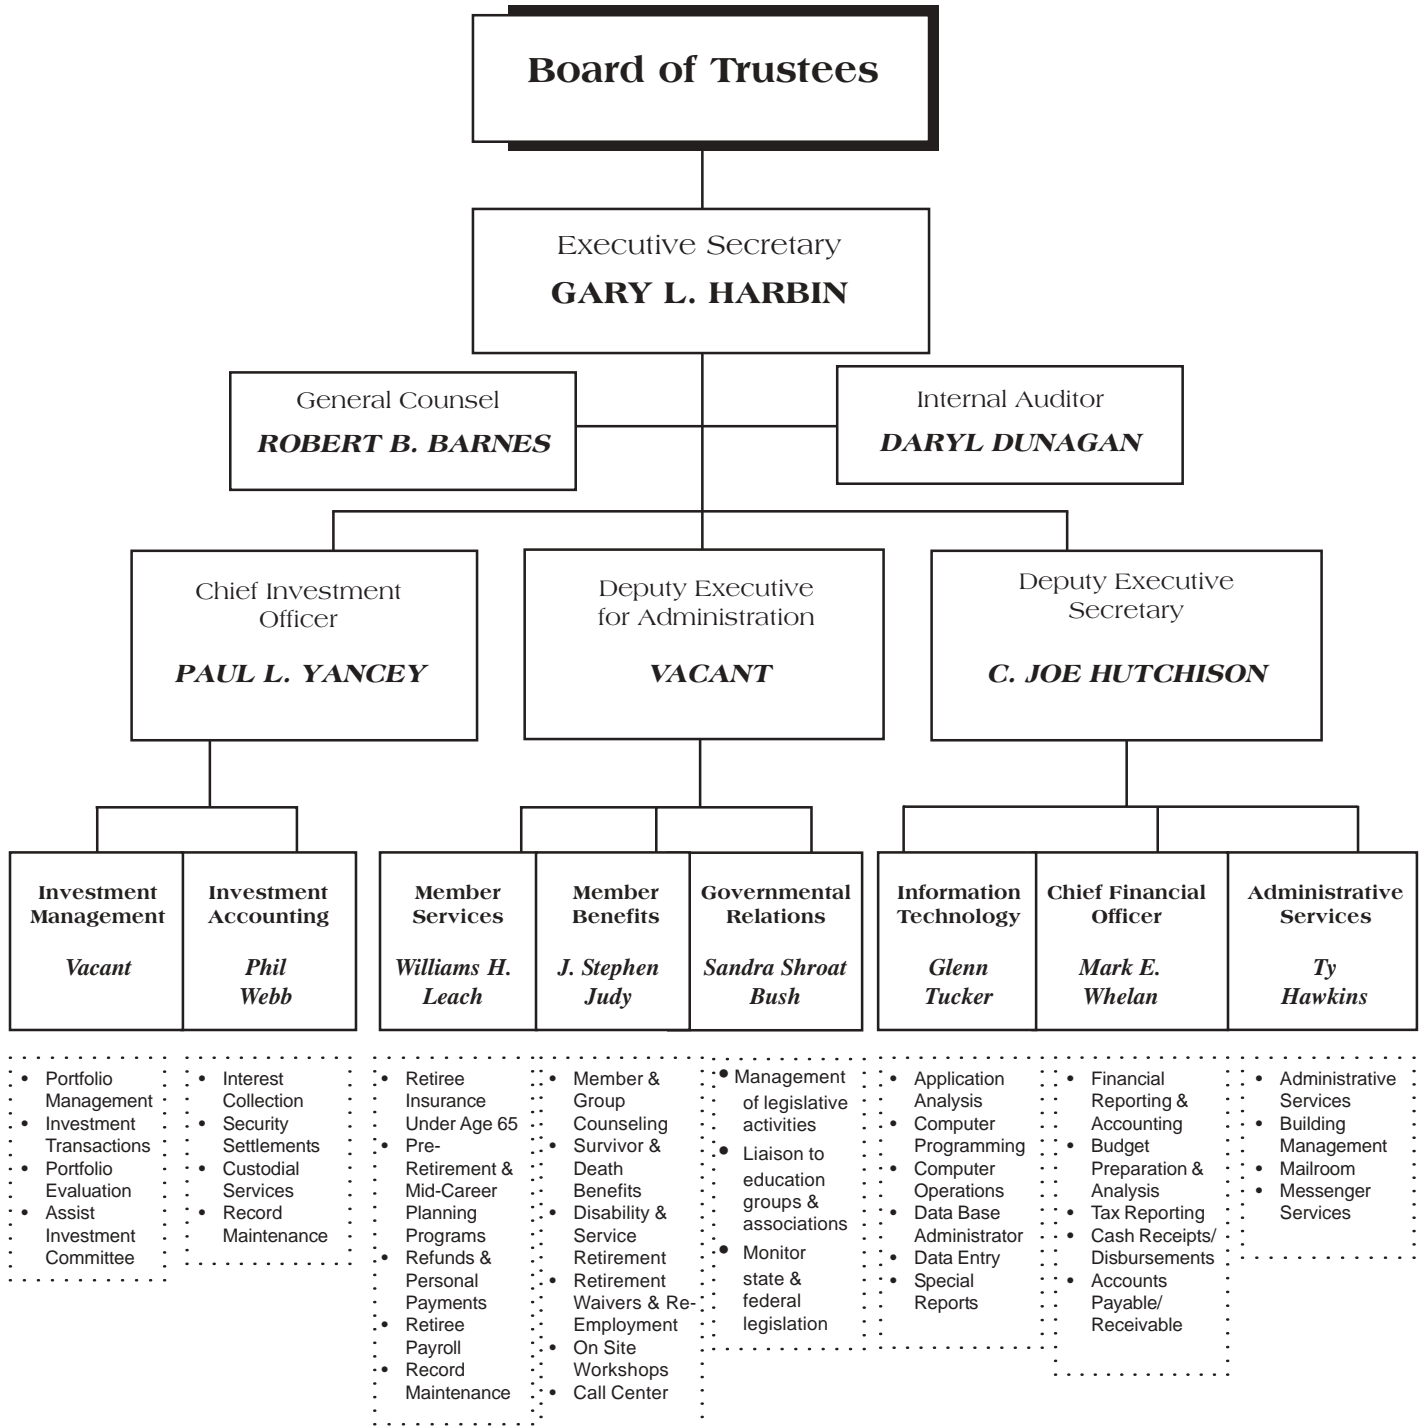 Board of Trustees
Executive Secretary
GARY L. HARBIN
General Counsel
ROBERT B. BARNES
Internal Auditor
DARYL DUNAGAN
Chief Investment
Officer
PAUL L. YANCEY
Deputy Executive
for Administration
VACANT
Deputy Executive
Secretary
C. JOE HUTCHISON
Investment
Management
Vacant
Investment
Accounting
Phil
Webb
Member
Services
Williams H.
Leach
Member
Benefits
J. Stephen
Judy
Governmental
Relations
Sandra Shroat
Bush
Information
Technology
Glenn
Tucker
Chief Financial
Officer
Mark E.
Whelan
Administrative
Services
Ty
Hawkins
• Portfolio
Management
• Investment
Transactions
• Portfolio
Evaluation
• Assist
Investment
Committee
• Interest
Collection
• Security
Settlements
• Custodial
Services
• Record
Maintenance
• Retiree
Insurance
Under Age 65
• Pre-
Retirement &
Mid-Career
Planning
Programs
• Refunds &
Personal
Payments
• Retiree
Payroll
• Record
Maintenance
• Member &
Group
Counseling
• Survivor &
Death
Benefits
• Disability &
Service
Retirement
• Retirement
Waivers & Re-
Employment
• On Site
Workshops
• Call Center
• Management
of legislative
activities
• Liaison to
education
groups &
associations
• Monitor
state &
federal
legislation
• Application
Analysis
• Computer
Programming
• Computer
Operations
• Data Base
Administrator
• Data Entry
• Special
Reports
• Financial
Reporting &
Accounting
• Budget
Preparation &
Analysis
• Tax Reporting
• Cash Receipts/
Disbursements
• Accounts
Payable/
Receivable
• Administrative
Services
• Building
Management
• Mailroom
• Messenger
Services